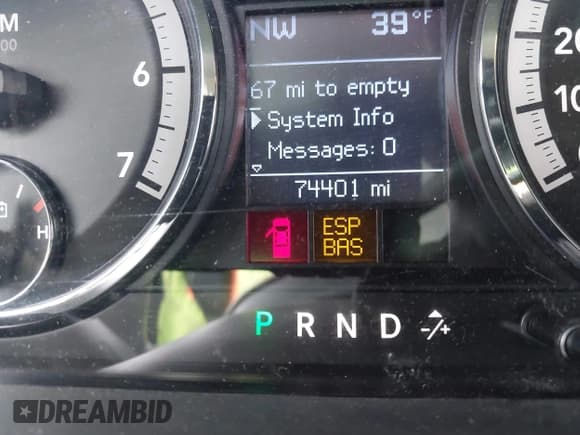 NW 39°F
67 mi to empty
System Info
Messages: 0
74401 mi
ESP
BAS
P R N D -/+
6
7
H
DREAMBID